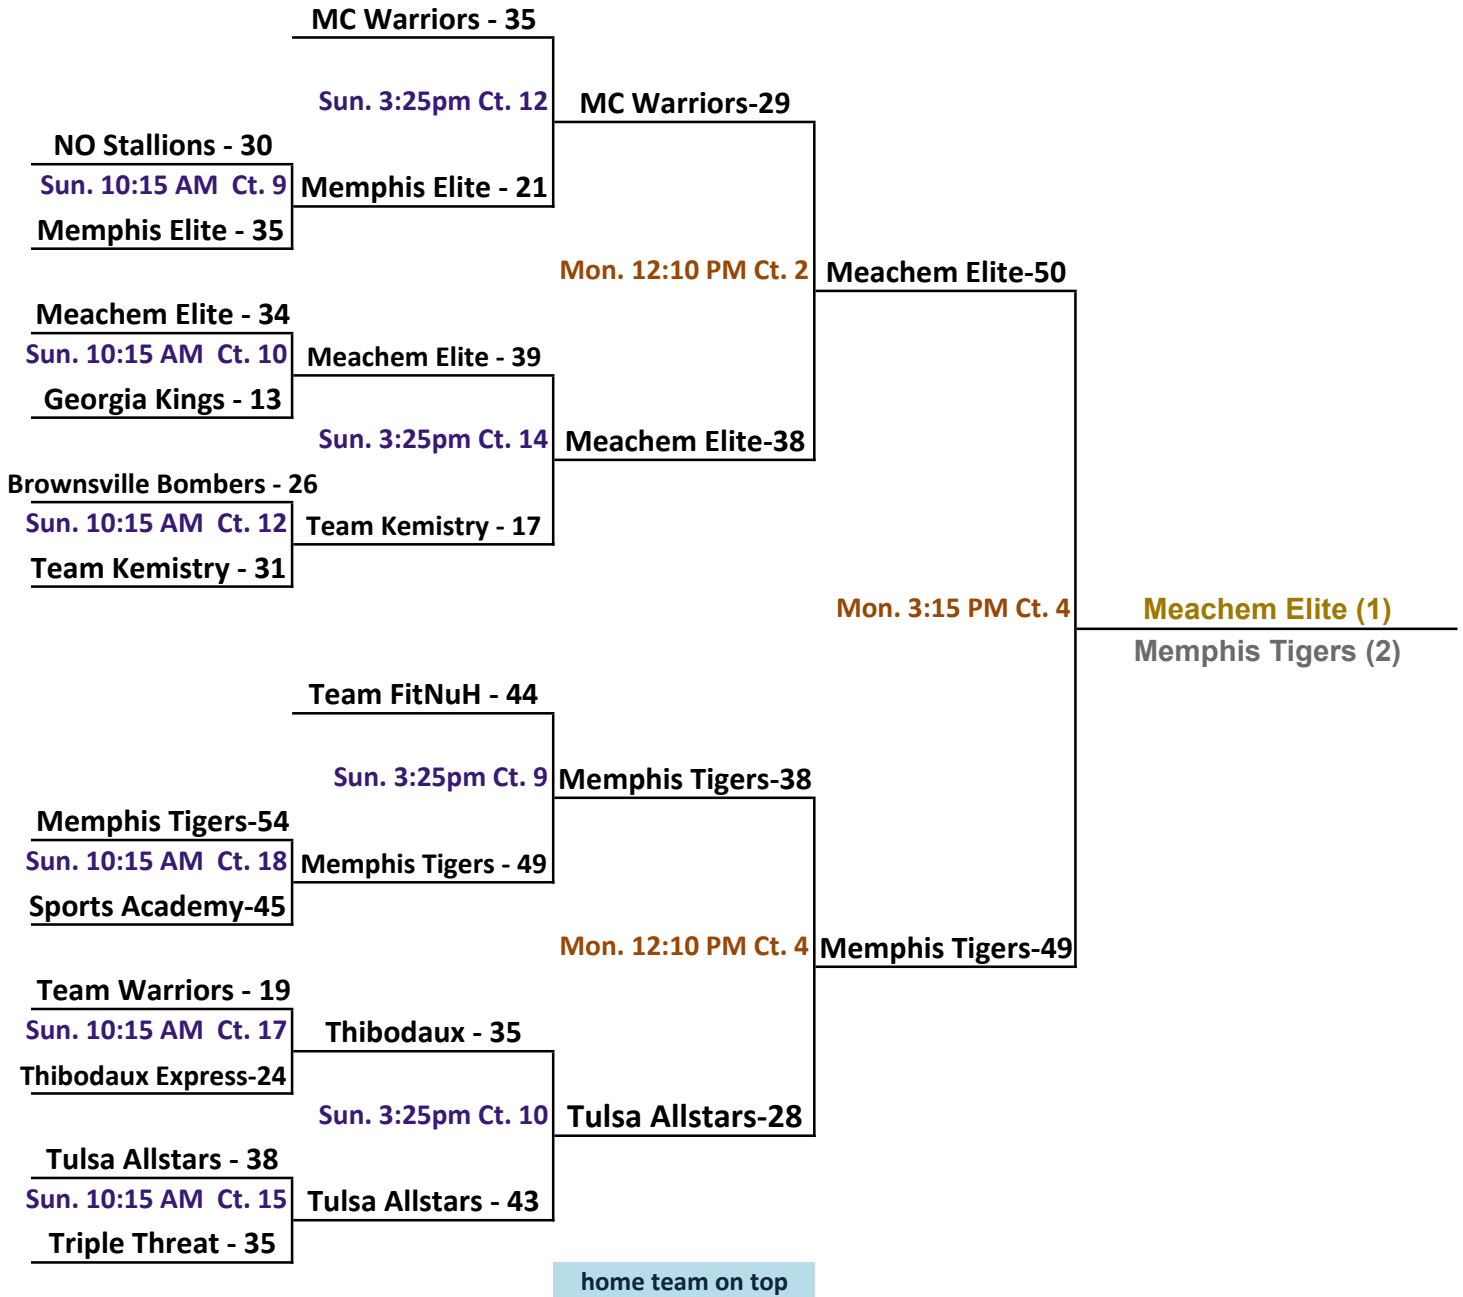 MC Warriors - 35
Sun. 3:25pm Ct. 12
MC Warriors-29
NO Stallions - 30
Sun. 10:15 AM  Ct. 9
Memphis Elite - 21
Memphis Elite - 35
Mon. 12:10 PM Ct. 2
Meachem Elite-50
Meachem Elite - 34
Sun. 10:15 AM  Ct. 10
Meachem Elite - 39
Georgia Kings - 13
Sun. 3:25pm Ct. 14
Meachem Elite-38
Brownsville Bombers - 26
Sun. 10:15 AM  Ct. 12
Team Kemistry - 17
Team Kemistry - 31
Mon. 3:15 PM Ct. 4
Meachem Elite (1)
Memphis Tigers (2)
Team FitNuH - 44
Sun. 3:25pm Ct. 9
Memphis Tigers-38
Memphis Tigers-54
Sun. 10:15 AM  Ct. 18
Memphis Tigers - 49
Sports Academy-45
Mon. 12:10 PM Ct. 4
Memphis Tigers-49
Team Warriors - 19
Sun. 10:15 AM  Ct. 17
Thibodaux - 35
Thibodaux Express-24
Sun. 3:25pm Ct. 10
Tulsa Allstars-28
Tulsa Allstars - 38
Sun. 10:15 AM  Ct. 15
Tulsa Allstars - 43
Triple Threat - 35
home team on top